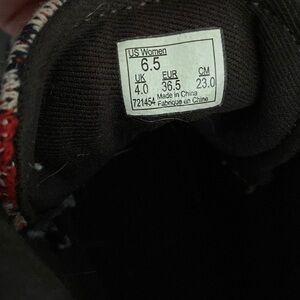 US Women
6.5
UK EUR CM
4.0 36.5 23.0
721454 Made in China
Fabriqué en Chine